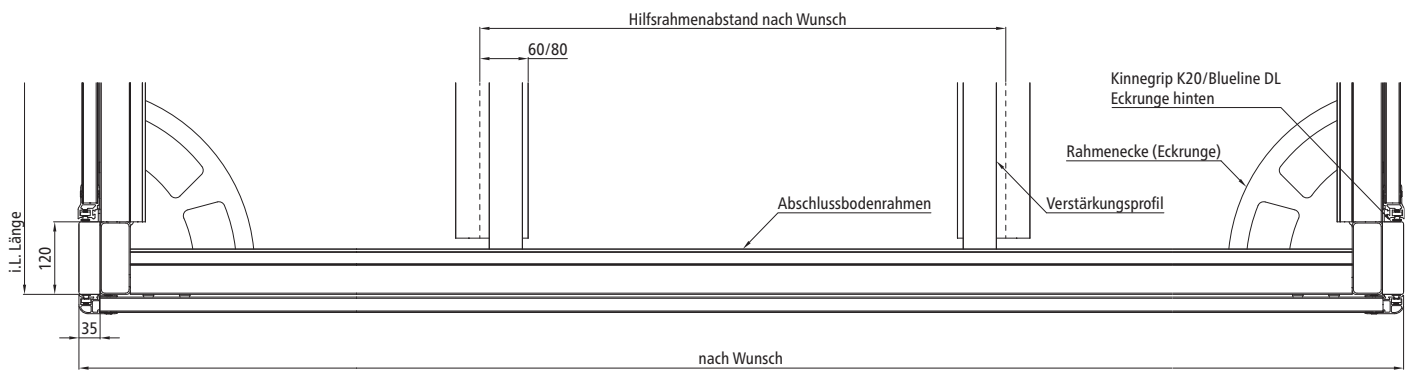 Hilfsrahmenabstand nach Wunsch
60/80
Kinnegrip K20/Blueline DL
Eckrunge hinten
Rahmenecke (Eckrunge)
Abschlussbodenrahmen
Verstärkungsprofil
i.L. Länge
120
35
nach Wunsch